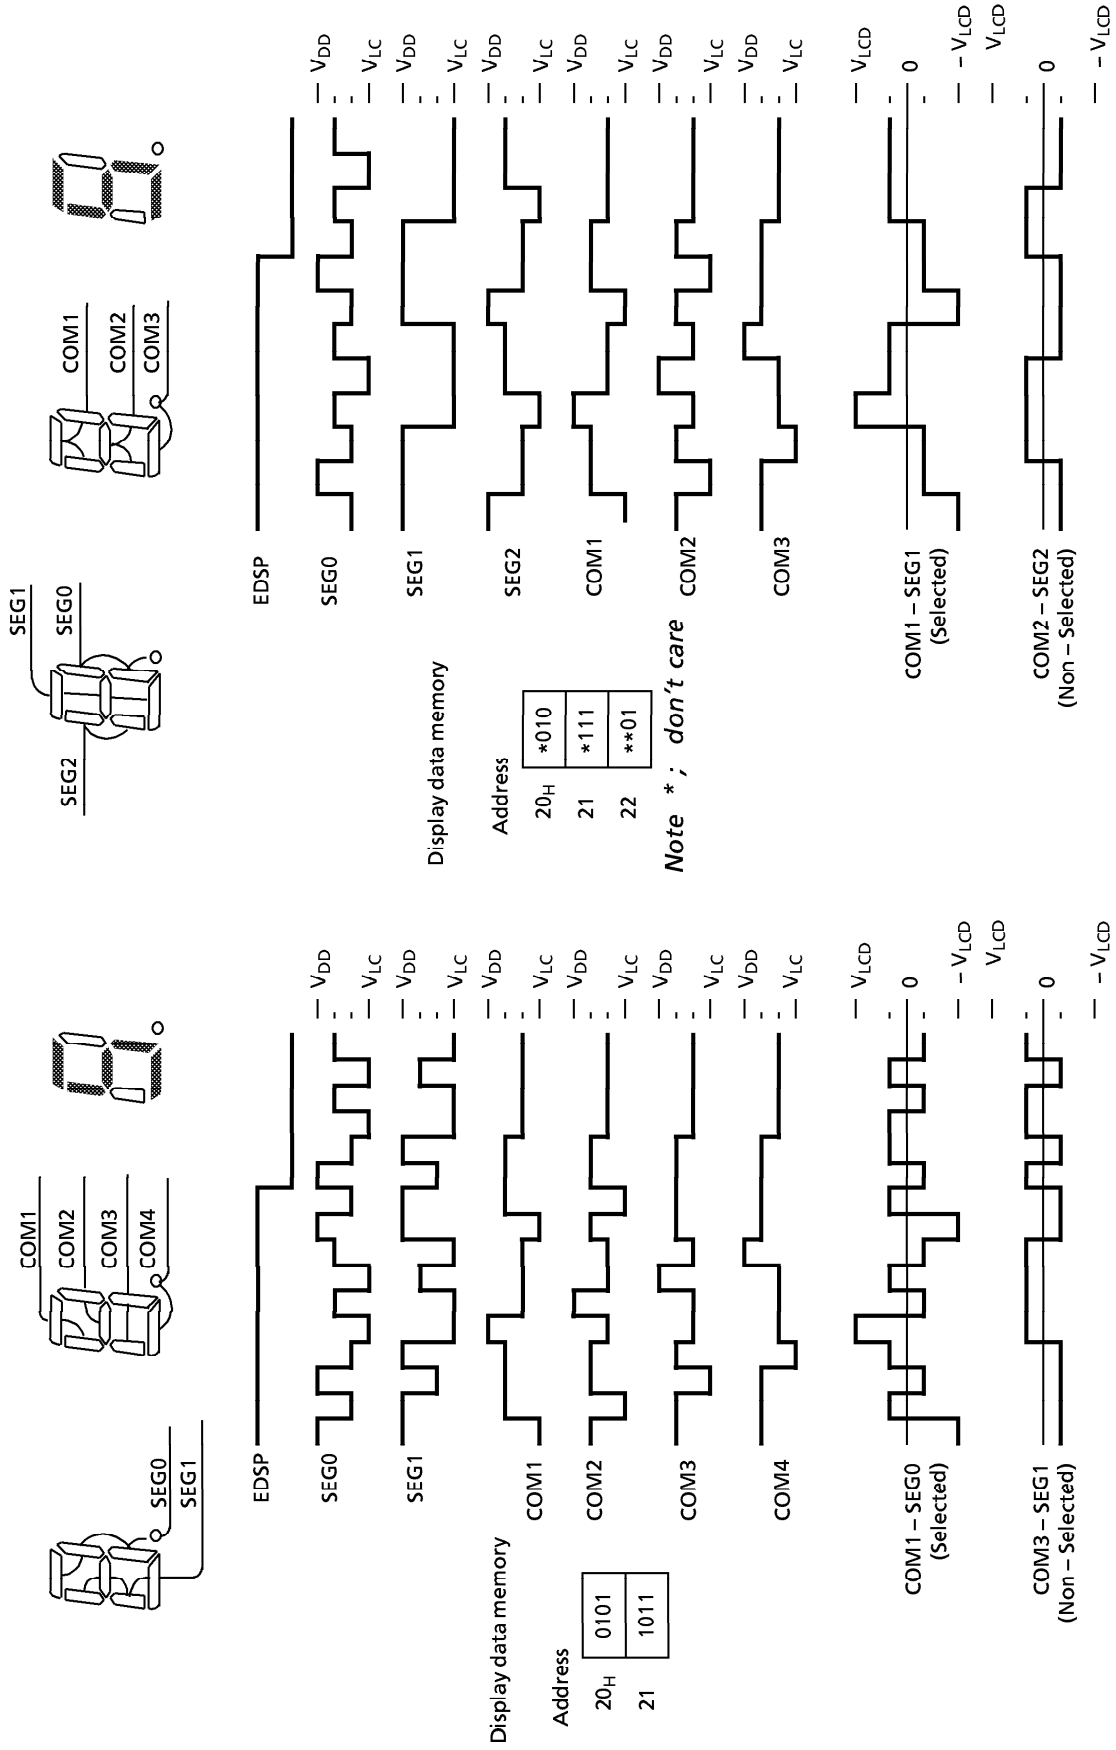 SEG0
SEG1
COM1
COM2
COM3
COM4
EDSP
SEG0
V_DD
V_LC
SEG1
V_DD
V_LC
COM1
V_DD
V_LC
COM2
V_DD
V_LC
COM3
V_DD
V_LC
COM4
V_DD
V_LC
COM1 – SEG0
(Selected)
V_LCD
0
– V_LCD
COM3 – SEG1
(Non – Selected)
V_LCD
0
– V_LCD
Display data memory
Address
20_H 0101
21 1011
SEG2
SEG1
SEG0
COM1
COM2
COM3
EDSP
SEG0
V_DD
V_LC
SEG1
V_DD
V_LC
SEG2
V_DD
V_LC
COM1
V_DD
V_LC
COM2
V_DD
V_LC
COM3
V_DD
V_LC
COM1 – SEG1
(Selected)
V_LCD
0
– V_LCD
COM2 – SEG2
(Non – Selected)
V_LCD
0
– V_LCD
Display data memory
Address
20_H *010
21 *111
22 **01
Note * ; don't care